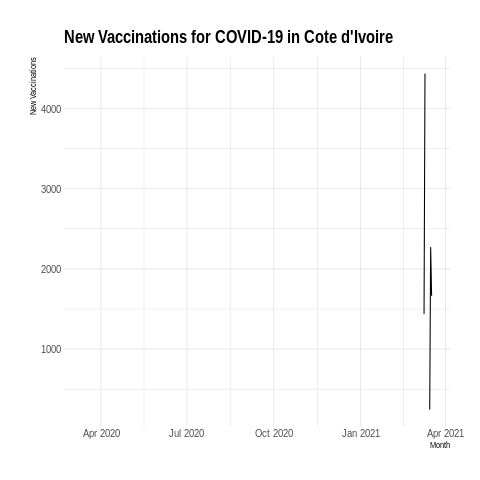 New Vaccinations for COVID-19 in Cote d'Ivoire
New Vaccinations
4000
3000
2000
1000
Apr 2020 Jul 2020 Oct 2020 Jan 2021 Apr 2021
Month